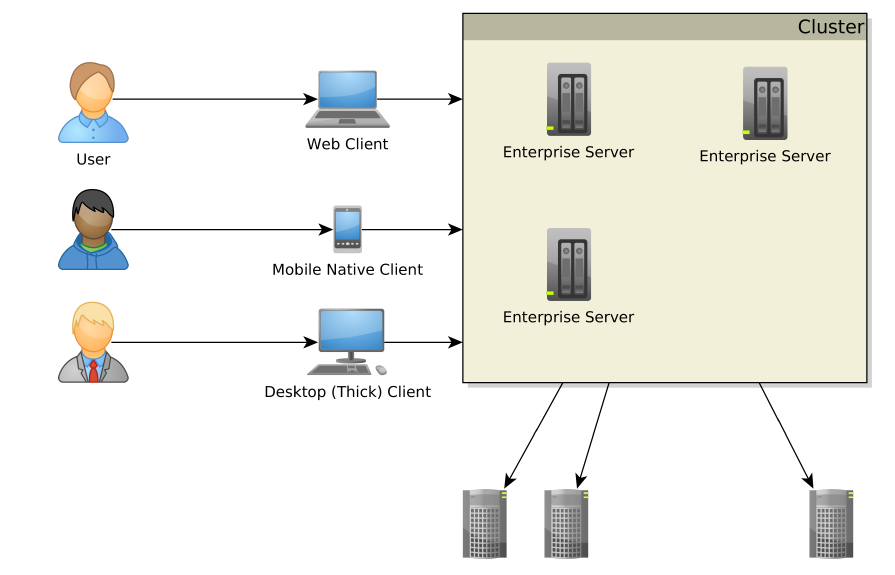 Cluster
User
Web Client
Enterprise Server
Enterprise Server
Mobile Native Client
Enterprise Server
Desktop (Thick) Client